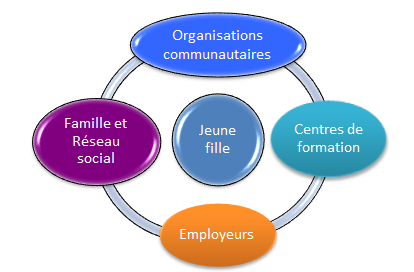 Organisations
communautaires
Famille et
Réseau
social
Jeune
fille
Centres de
formation
Employeurs